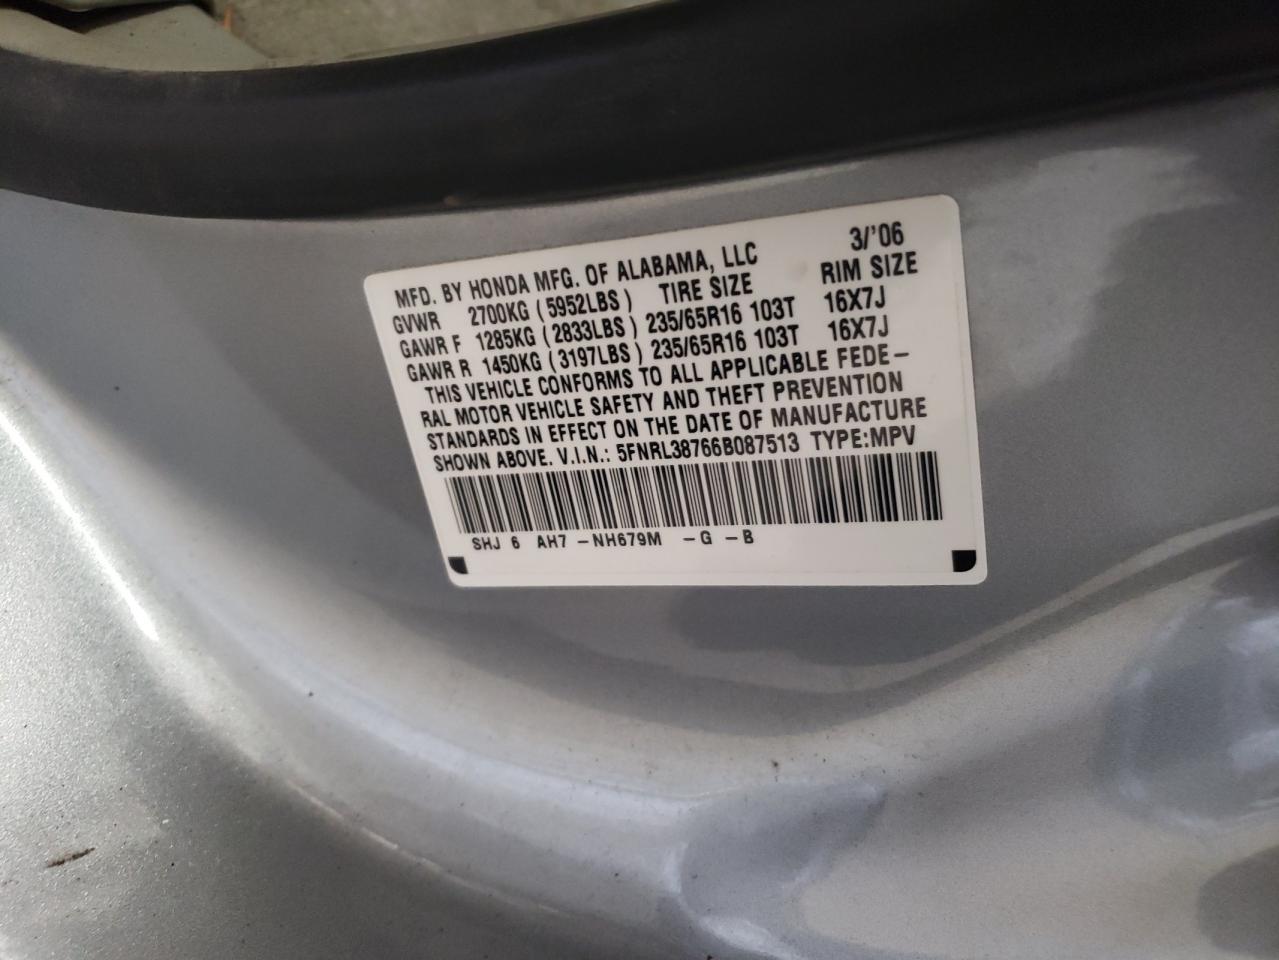 MFD. BY HONDA MFG. OF ALABAMA, LLC 3/'06
GVWR 2700KG (5952LBS) TIRE SIZE RIM SIZE
GAWR F 1285KG (2833LBS) 235/65R16 103T 16X7J
GAWR R 1450KG (3197LBS) 235/65R16 103T 16X7J
THIS VEHICLE CONFORMS TO ALL APPLICABLE FEDE-
RAL MOTOR VEHICLE SAFETY AND THEFT PREVENTION
STANDARDS IN EFFECT ON THE DATE OF MANUFACTURE
SHOWN ABOVE. V.I.N.: 5FNRL38766B087513 TYPE:MPV
SHJ 6 AH7 -NH679M -G -B